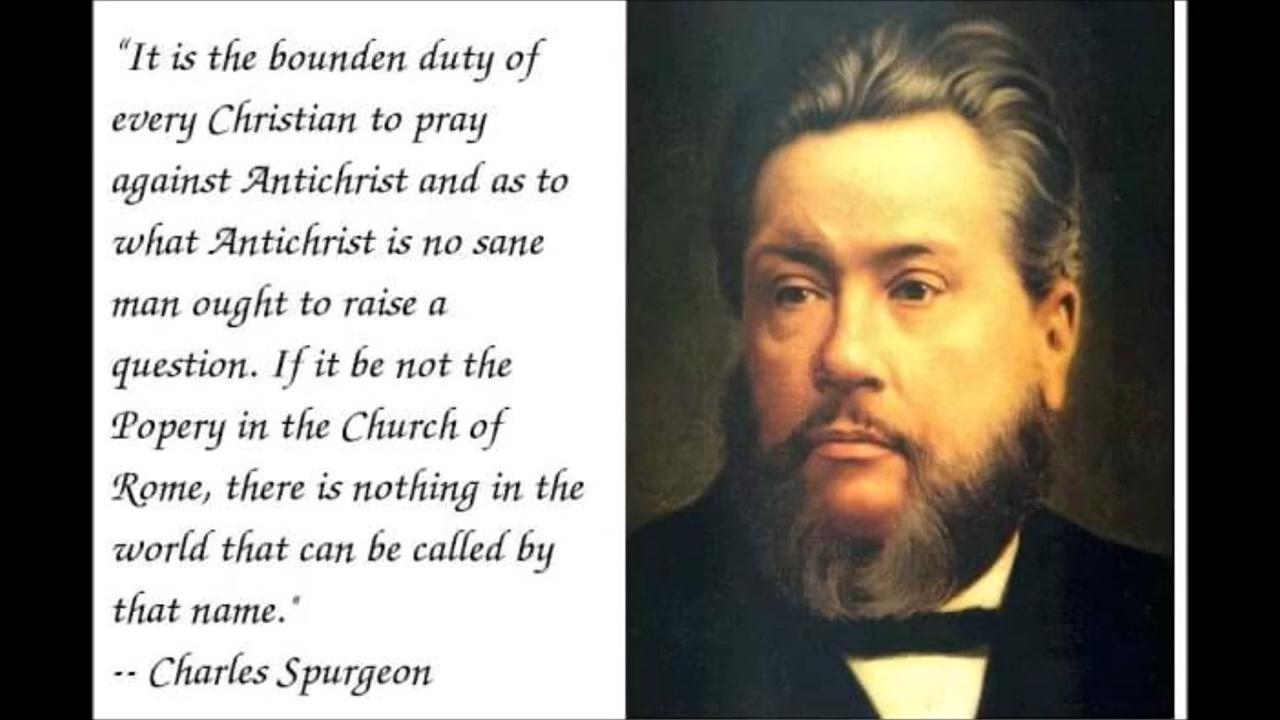 "It is the bounden duty of
every Christian to pray
against Antichrist and as to
what Antichrist is no sane
man ought to raise a
question. If it be not the
Popery in the Church of
Rome, there is nothing in the
world that can be called by
that name."
-- Charles Spurgeon